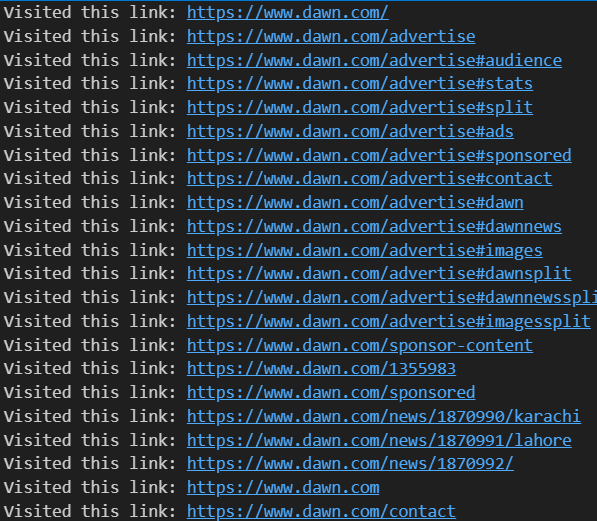 Visited this link: https://www.dawn.com/
Visited this link: https://www.dawn.com/advertise
Visited this link: https://www.dawn.com/advertise#audience
Visited this link: https://www.dawn.com/advertise#stats
Visited this link: https://www.dawn.com/advertise#split
Visited this link: https://www.dawn.com/advertise#ads
Visited this link: https://www.dawn.com/advertise#sponsored
Visited this link: https://www.dawn.com/advertise#contact
Visited this link: https://www.dawn.com/advertise#dawn
Visited this link: https://www.dawn.com/advertise#dawnnews
Visited this link: https://www.dawn.com/advertise#images
Visited this link: https://www.dawn.com/advertise#dawnsplit
Visited this link: https://www.dawn.com/advertise#dawnnewsspli
Visited this link: https://www.dawn.com/advertise#imagessplit
Visited this link: https://www.dawn.com/sponsor-content
Visited this link: https://www.dawn.com/1355983
Visited this link: https://www.dawn.com/sponsored
Visited this link: https://www.dawn.com/news/1870990/karachi
Visited this link: https://www.dawn.com/news/1870991/lahore
Visited this link: https://www.dawn.com/news/1870992/
Visited this link: https://www.dawn.com
Visited this link: https://www.dawn.com/contact